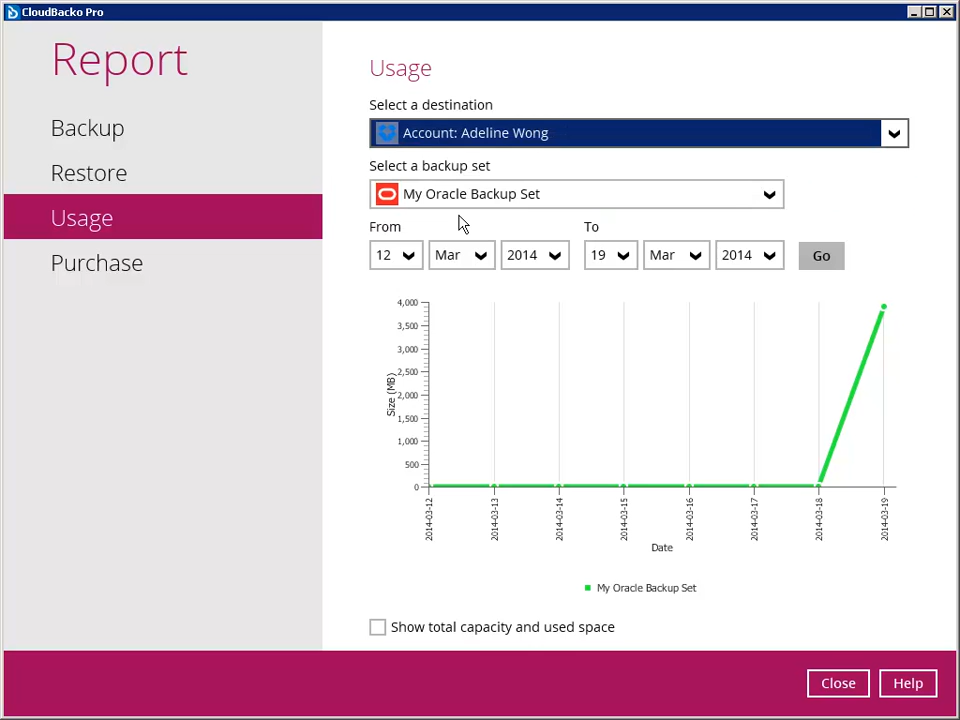 CloudBacko Pro
Report
Backup
Restore
Usage
Purchase
Usage
Select a destination
Account: Adeline Wong
Select a backup set
My Oracle Backup Set
From To
12 Mar 2014 19 Mar 2014 Go
4,000
3,500
3,000
2,500
2,000
1,500
1,000
500
0
Size (MB)
2014-03-12 2014-03-13 2014-03-14 2014-03-15 2014-03-16 2014-03-17 2014-03-18 2014-03-19
Date
My Oracle Backup Set
Show total capacity and used space
Close Help